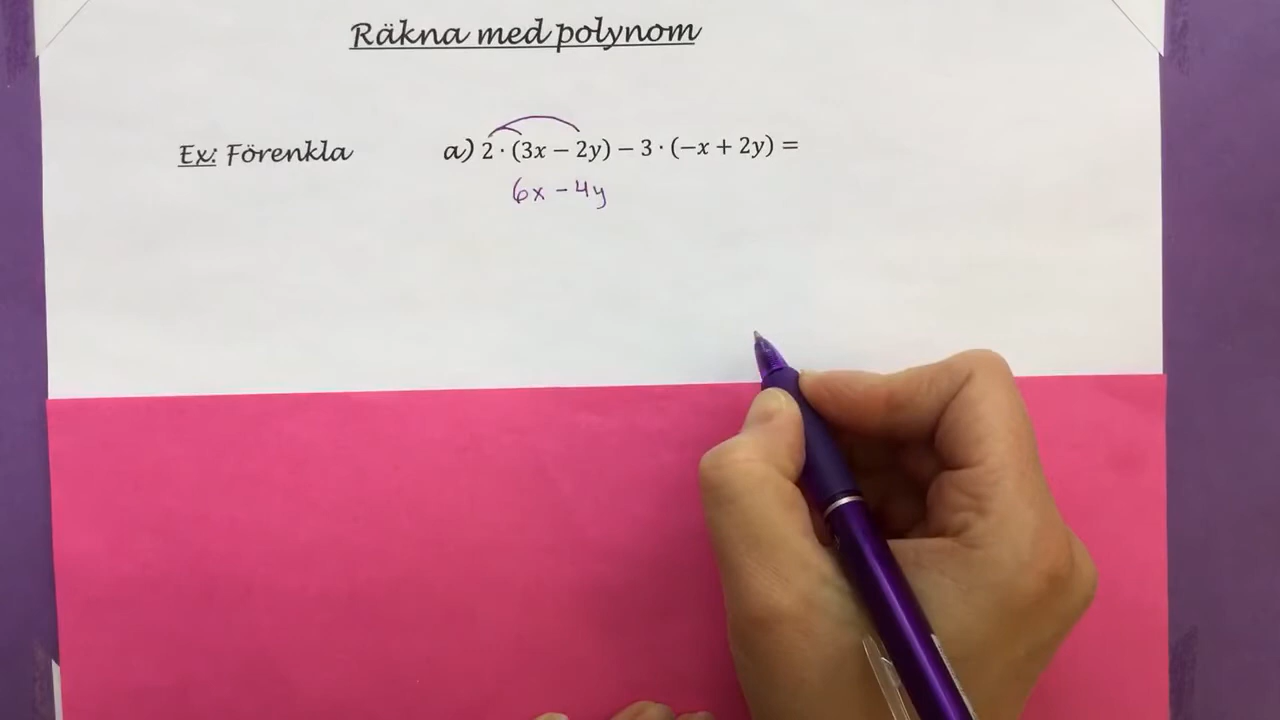 Räkna med polynom
Ex: Förenkla a) 2 · (3x − 2y) − 3 · (−x + 2y) =
6x − 4y